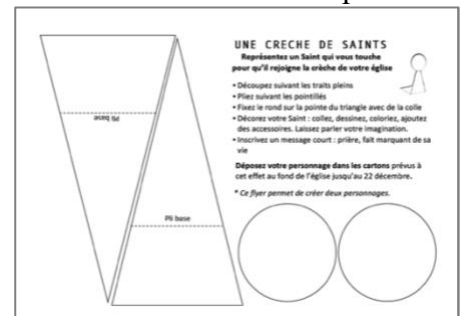 UNE CRECHE DE SAINTS
Représentez un Saint qui vous touche
pour qu'il rejoigne la crèche de votre église
• Découpez suivant les traits pleins
• Pliez suivant les pointillés
• Fixez le rond sur la pointe du triangle avec de la colle
• Décorez votre Saint : collez, dessinez, coloriez, ajoutez
des accessoires. Laissez parler votre imagination.
• Inscrivez un message court : prière, fait marquant de sa
vie
Déposez votre personnage dans les cartons prévus à
cet effet au fond de l'église jusqu'au 22 décembre.
* Ce flyer permet de créer deux personnages.
Pli base
Pli base